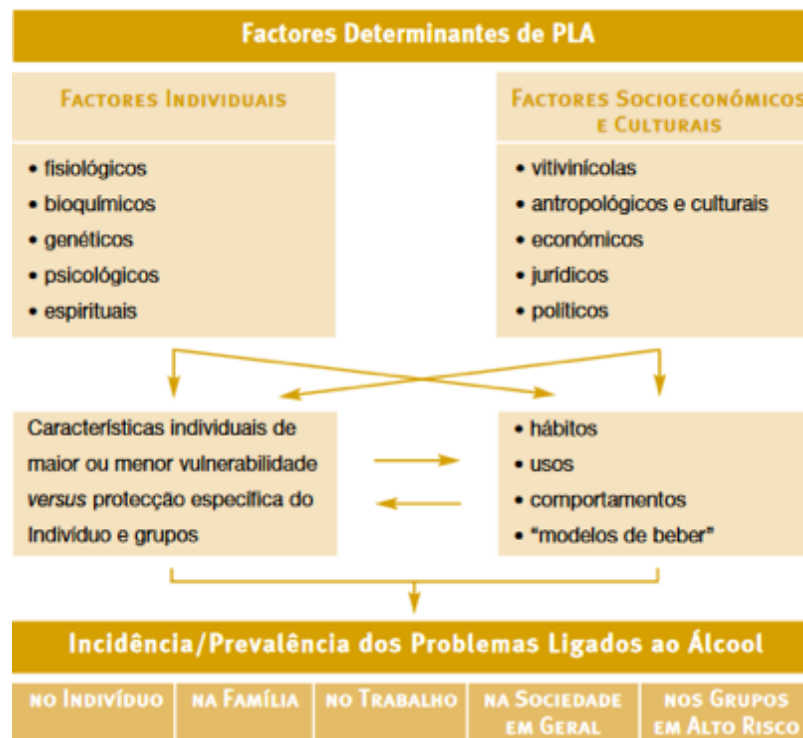 Factores Determinantes de PLA
FACTORES INDIVIDUAIS
• fisiológicos
• bioquímicos
• genéticos
• psicológicos
• espirituais
FACTORES SOCIOECONÓMICOS
E CULTURAIS
• vitivinícolas
• antropológicos e culturais
• económicos
• jurídicos
• políticos
Características individuais de
maior ou menor vulnerabilidade
versus protecção específica do
Indivíduo e grupos
• hábitos
• usos
• comportamentos
• “modelos de beber”
Incidência/Prevalência dos Problemas Ligados ao Álcool
NO INDIVÍDUO
NA FAMÍLIA
NO TRABALHO
NA SOCIEDADE
EM GERAL
NOS GRUPOS
EM ALTO RISCO